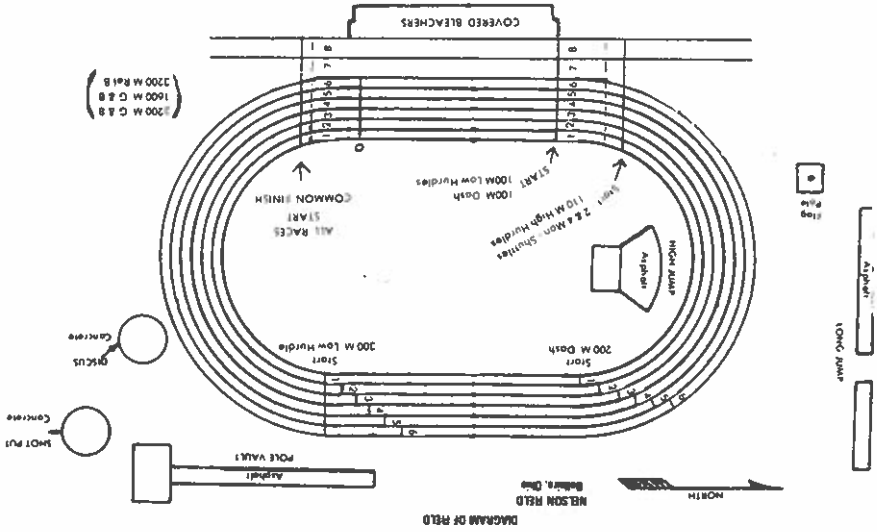 DIAGRAM OF FIELD
NELSON FIELD
Bellaire, Ohio
NORTH
Asphalt
POLE VAULT
SHOT PUT
Concrete
DISCUS
Concrete
LONG JUMP
Asphalt
6
5
4
3
2
1
6
5
4
3
2
1
Start
200 M Dash
Start
300 M Low Hurdle
HIGH JUMP
Asphalt
Flag
Pole
Start 2 & 4 Man - Shuttles
110 M High Hurdles
START
100M Dash
100M Low Hurdles
ALL RACES
START
COMMON FINISH
1 2 3 4 5 6 7 8
1 2 3 4 5 6 7 8
3200 M G & B
1600 M G & B
3200 M Rel B
COVERED BLEACHERS